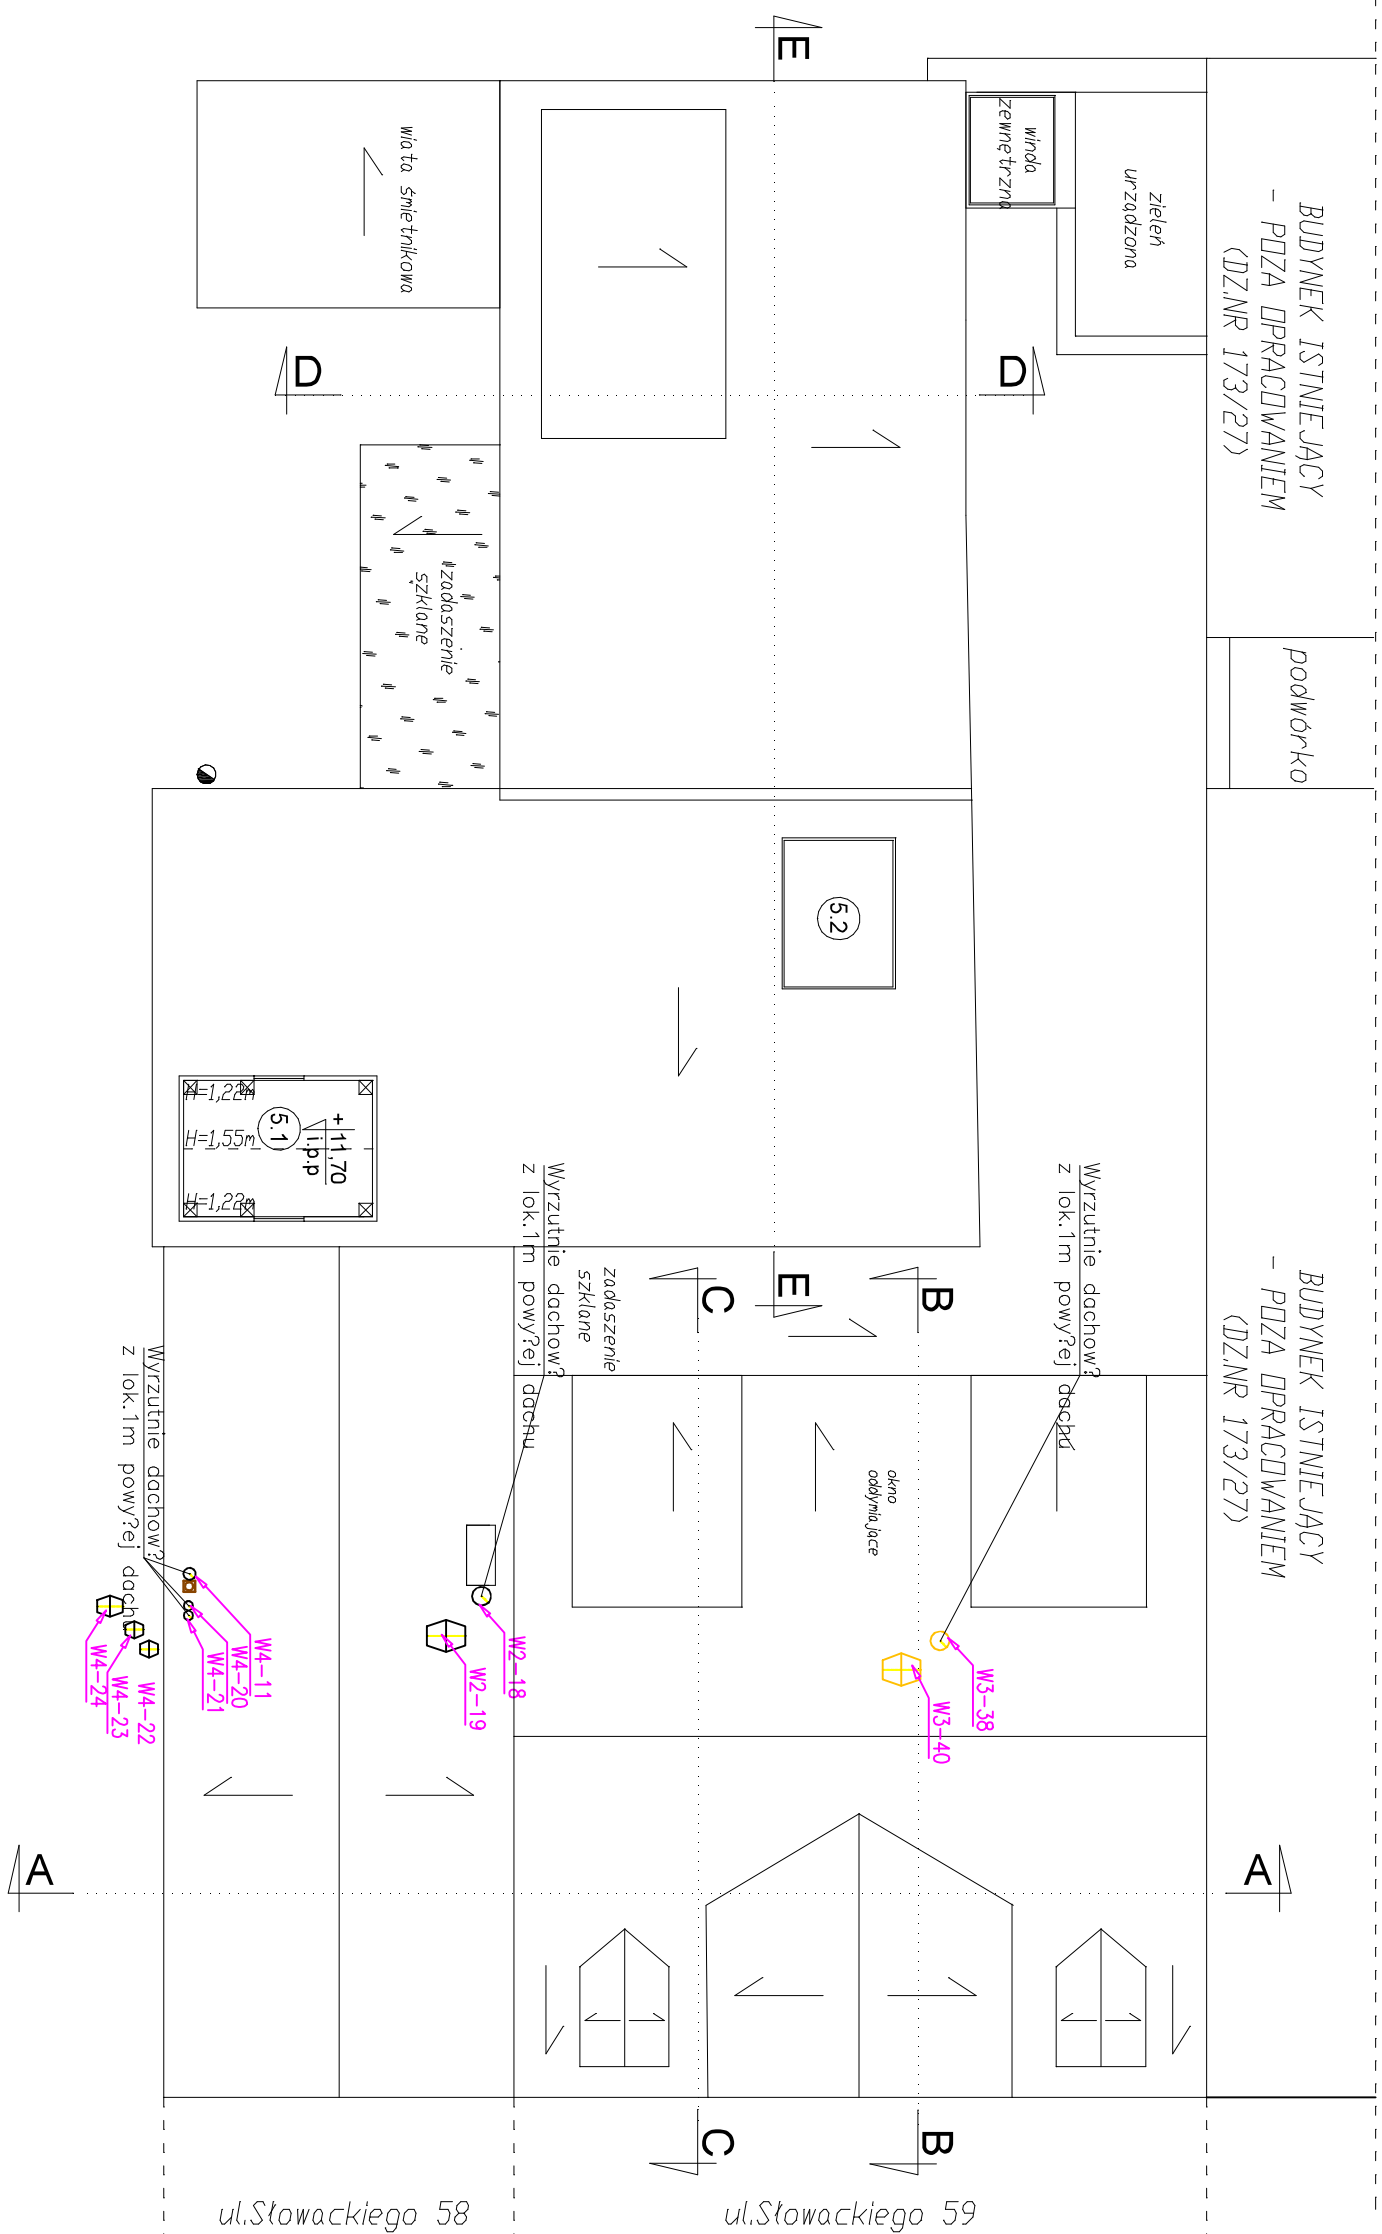 E
winda
zewnętrzna
zieleń
urządzona
BUDYNEK ISTNIEJĄCY
- POZA OPRACOWANIEM
(DZ.NR 173/27)
wiata śmietnikowa
D
D
zadaszenie
szklane
podwórko
5.2
H=1,22m
H=1,55m
H=1,22m
5.1
+11,70
i.p.p
Wyrzutnie dachow?
z lok.1m powy?ej dachu
Wyrzutnie dachow?
z lok.1m powy?ej dachu
zadaszenie
szklane
C
E
B
BUDYNEK ISTNIEJĄCY
- POZA OPRACOWANIEM
(DZ.NR 173/27)
Wyrzutnie dachow?
z lok.1m powy?ej dachu
okno
oddymiające
W4-11
W4-20
W4-21
W4-22
W4-23
W4-24
W2-18
W2-19
W3-38
W3-40
A
A
C
B
ul.Słowackiego 58
ul.Słowackiego 59